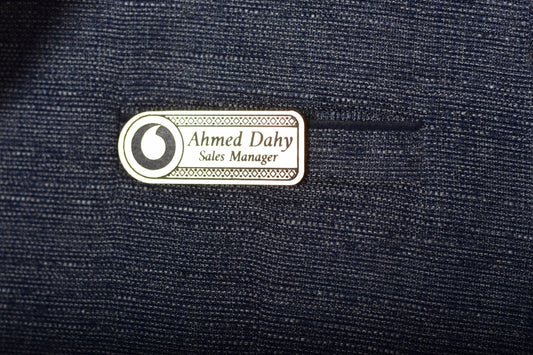 Ahmed Dahy
Sales Manager